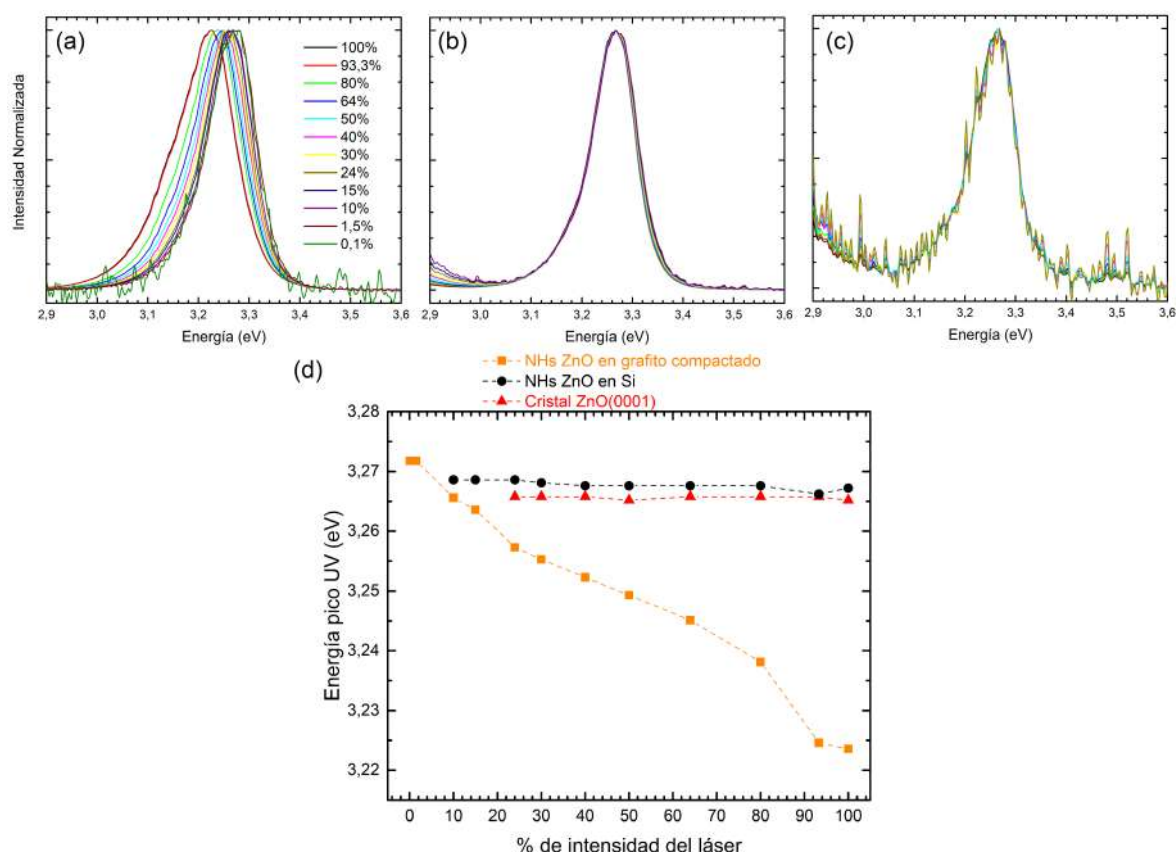 (a)
100%
93,3%
80%
64%
50%
40%
30%
24%
15%
10%
1,5%
0,1%
Intensidad Normalizada
2,9 3,0 3,1 3,2 3,3 3,4 3,5 3,6
Energía (eV)
(b)
2,9 3,0 3,1 3,2 3,3 3,4 3,5 3,6
Energía (eV)
(c)
2,9 3,0 3,1 3,2 3,3 3,4 3,5 3,6
Energía (eV)
(d)
NHs ZnO en grafito compactado
NHs ZnO en Si
Cristal ZnO(0001)
Energía pico UV (eV)
3,28
3,27
3,26
3,25
3,24
3,23
3,22
0 10 20 30 40 50 60 70 80 90 100
% de intensidad del láser